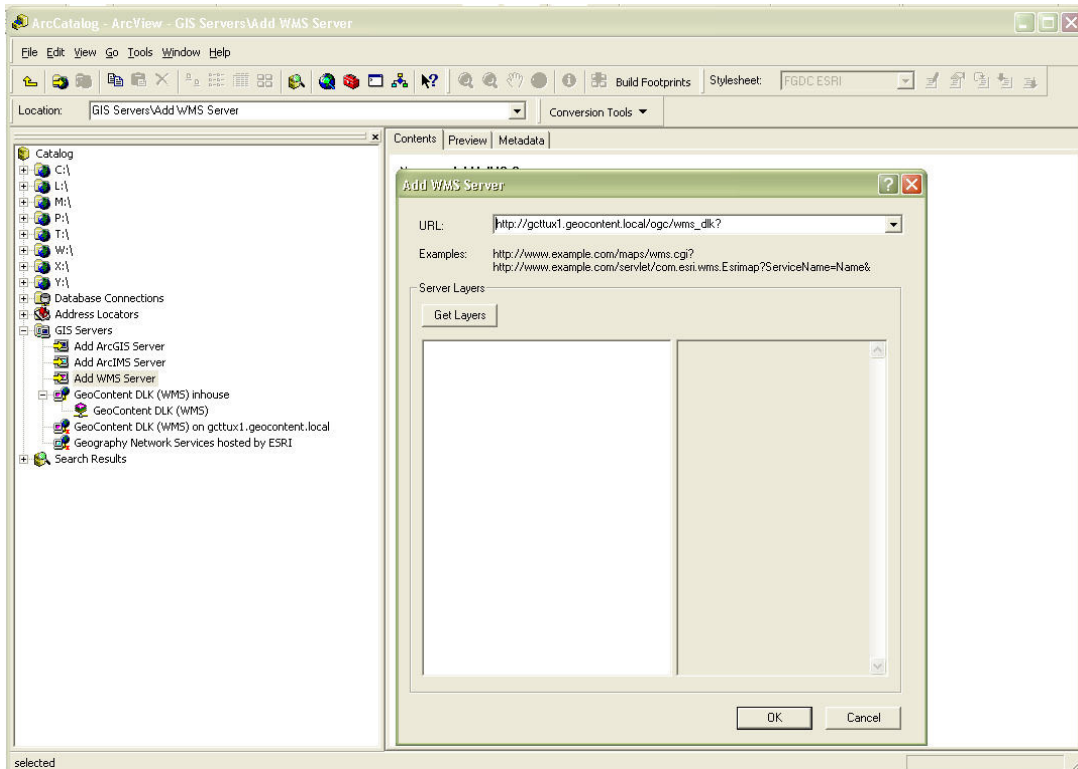 ArcCatalog - ArcView - GIS Servers\Add WMS Server
File Edit View Go Tools Window Help
Build Footprints Stylesheet: FGDC ESRI
Location: GIS Servers\Add WMS Server Conversion Tools
Contents Preview Metadata
Catalog
C:\
L:\
M:\
P:\
T:\
W:\
X:\
Y:\
Database Connections
Address Locators
GIS Servers
Add ArcGIS Server
Add ArcIMS Server
Add WMS Server
GeoContent DLK (WMS) inhouse
GeoContent DLK (WMS)
GeoContent DLK (WMS) on gcttux1.geocontent.local
Geography Network Services hosted by ESRI
Search Results
Add WMS Server
URL: http://gcttux1.geocontent.local/ogc/wms_dlk?
Examples: http://www.example.com/maps/wms.cgi?
http://www.example.com/servlet/com.esri.wms.Esrimap?ServiceName=Name&
Server Layers
Get Layers
OK Cancel
selected